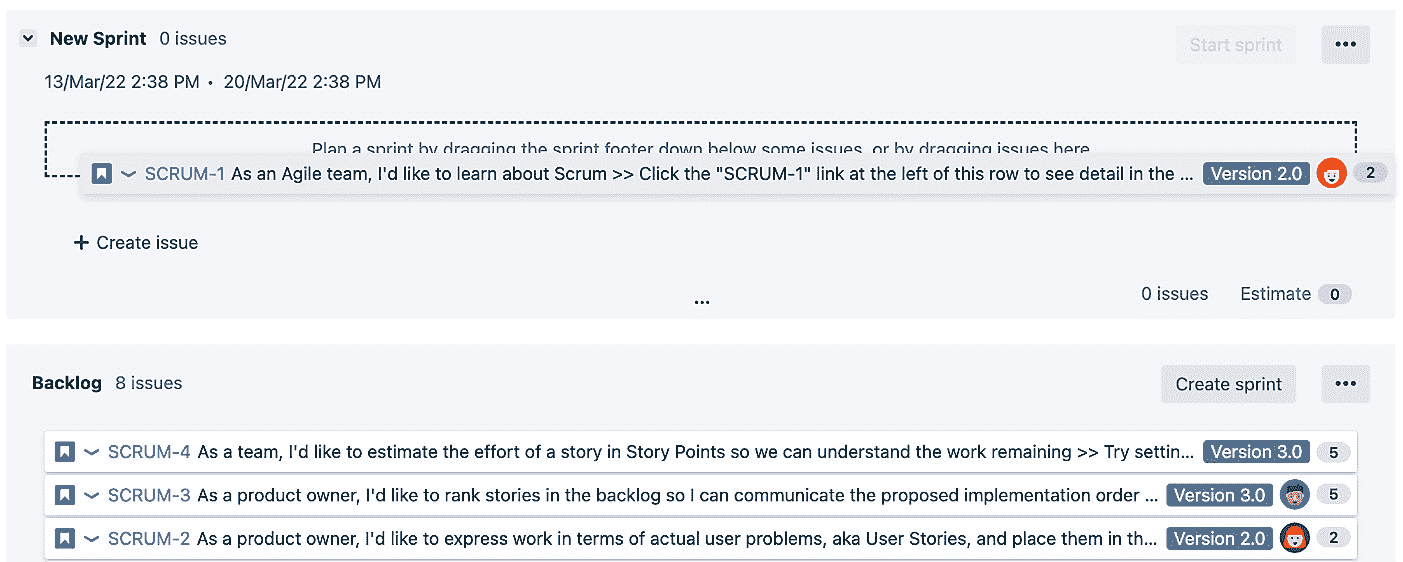 New Sprint 0 issues Start sprint •••
13/Mar/22 2:38 PM • 20/Mar/22 2:38 PM
Plan a sprint by dragging the sprint footer down below some issues, or by dragging issues here
SCRUM-1 As an Agile team, I'd like to learn about Scrum >> Click the "SCRUM-1" link at the left of this row to see detail in the ... Version 2.0 2
+ Create issue
0 issues Estimate 0
...
Backlog 8 issues Create sprint •••
SCRUM-4 As a team, I'd like to estimate the effort of a story in Story Points so we can understand the work remaining >> Try settin... Version 3.0 5
SCRUM-3 As a product owner, I'd like to rank stories in the backlog so I can communicate the proposed implementation order ... Version 3.0 5
SCRUM-2 As a product owner, I'd like to express work in terms of actual user problems, aka User Stories, and place them in th... Version 2.0 2